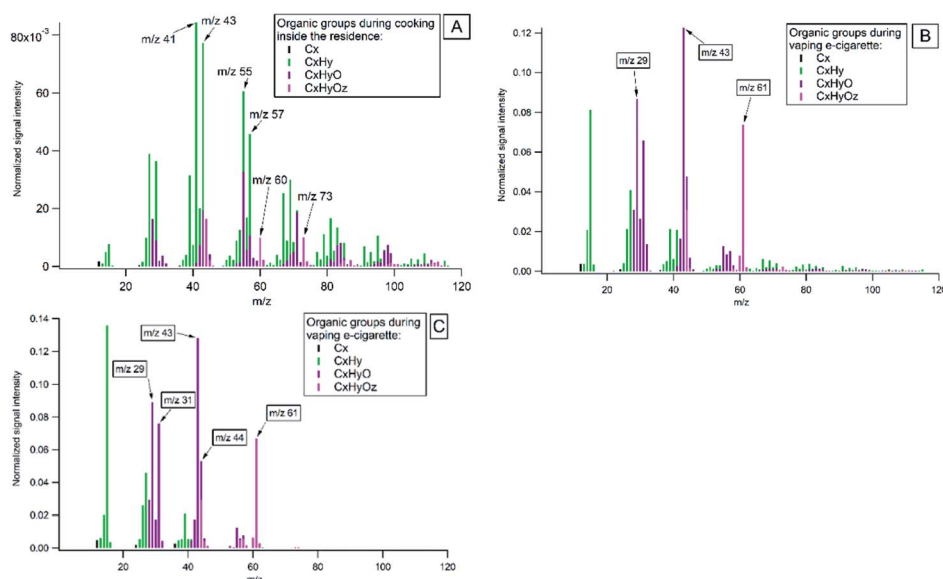 A
Organic groups during cooking
inside the residence:
Cx
CxHy
CxHyO
CxHyOz
m/z 43
m/z 41
m/z 55
m/z 57
m/z 60
m/z 73
80x10-3
60
40
20
0
Normalized signal intensity
20 40 60 80 100 120
m/z
B
Organic groups during
vaping e-cigarette:
Cx
CxHy
CxHyO
CxHyOz
m/z 43
m/z 29
m/z 61
0.12
0.10
0.08
0.06
0.04
0.02
0.00
Normalized signal intensity
20 40 60 80 100 120
m/z
C
Organic groups during
vaping e-cigarette:
Cx
CxHy
CxHyO
CxHyOz
m/z 43
m/z 29
m/z 31
m/z 44
m/z 61
0.14
0.12
0.10
0.08
0.06
0.04
0.02
0.00
Normalized signal intensity
20 40 60 80 100 120
m/z